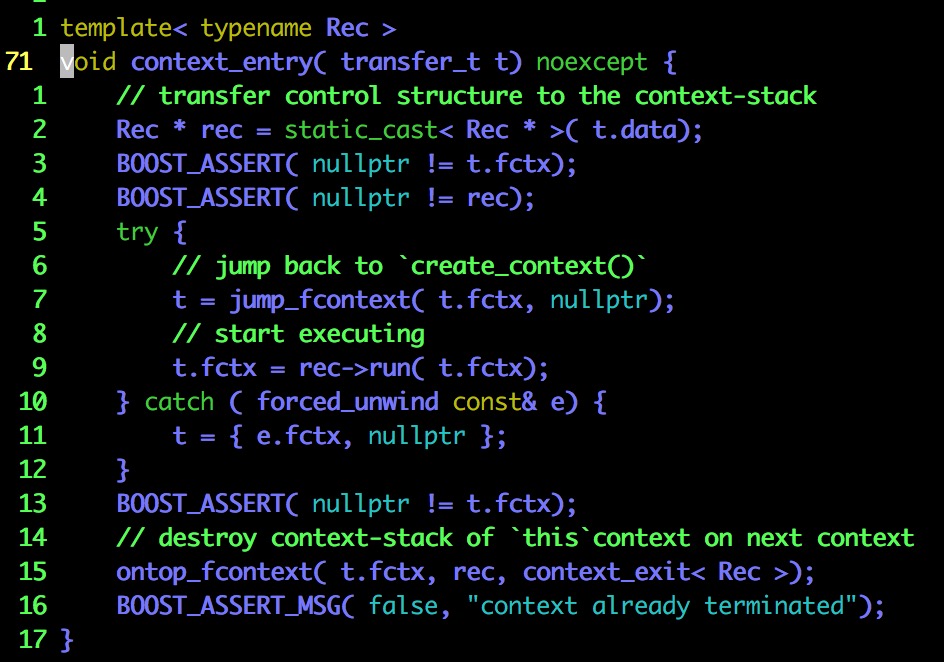 1 template< typename Rec >
71 void context_entry( transfer_t t) noexcept {
1     // transfer control structure to the context-stack
2     Rec * rec = static_cast< Rec * >( t.data);
3     BOOST_ASSERT( nullptr != t.fctx);
4     BOOST_ASSERT( nullptr != rec);
5     try {
6         // jump back to `create_context()`
7         t = jump_fcontext( t.fctx, nullptr);
8         // start executing
9         t.fctx = rec->run( t.fctx);
10     } catch ( forced_unwind const& e) {
11         t = { e.fctx, nullptr };
12     }
13     BOOST_ASSERT( nullptr != t.fctx);
14     // destroy context-stack of `this`context on next context
15     ontop_fcontext( t.fctx, rec, context_exit< Rec >);
16     BOOST_ASSERT_MSG( false, "context already terminated");
17 }